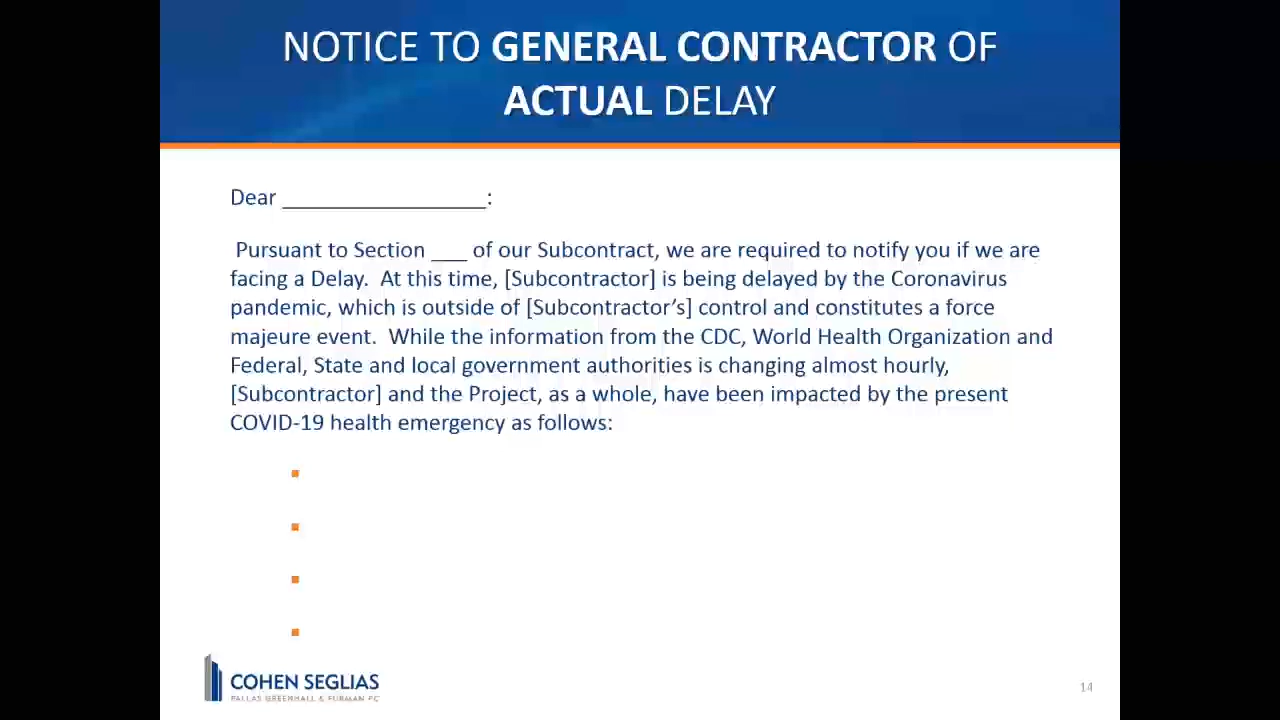 NOTICE TO GENERAL CONTRACTOR OF
ACTUAL DELAY
Dear _________________:
Pursuant to Section ___ of our Subcontract, we are required to notify you if we are
facing a Delay.  At this time, [Subcontractor] is being delayed by the Coronavirus
pandemic, which is outside of [Subcontractor’s] control and constitutes a force
majeure event.  While the information from the CDC, World Health Organization and
Federal, State and local government authorities is changing almost hourly,
[Subcontractor] and the Project, as a whole, have been impacted by the present
COVID-19 health emergency as follows:
COHEN SEGLIAS
PALLAS GREENHALL & FURMAN PC
14